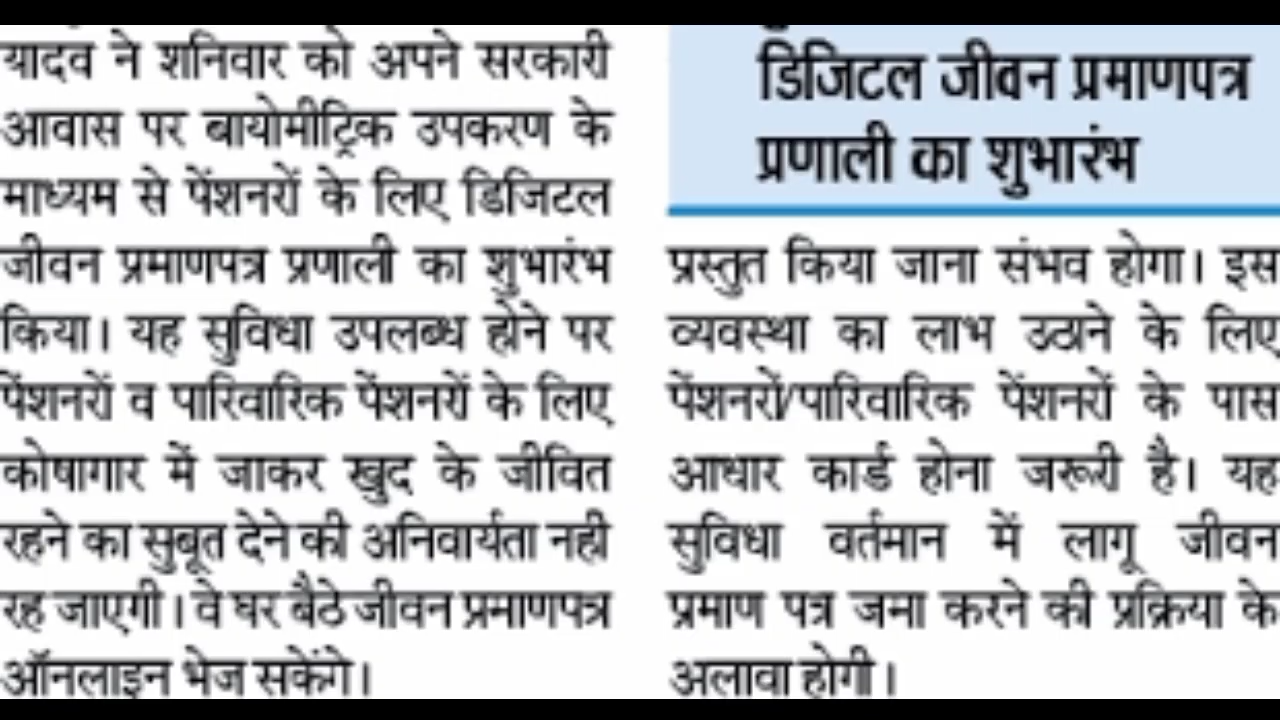 यादव ने शनिवार को अपने सरकारी
आवास पर बायोमीट्रिक उपकरण के
माध्यम से पेंशनरों के लिए डिजिटल
जीवन प्रमाणपत्र प्रणाली का शुभारंभ
किया। यह सुविधा उपलब्ध होने पर
पेंशनरों व पारिवारिक पेंशनरों के लिए
कोषागार में जाकर खुद के जीवित
रहने का सुबूत देने की अनिवार्यता नही
रह जाएगी। वे घर बैठे जीवन प्रमाणपत्र
ऑनलाइन भेज सकेंगे।
डिजिटल जीवन प्रमाणपत्र
प्रणाली का शुभारंभ
प्रस्तुत किया जाना संभव होगा। इस
व्यवस्था का लाभ उठाने के लिए
पेंशनरों/पारिवारिक पेंशनरों के पास
आधार कार्ड होना जरूरी है। यह
सुविधा वर्तमान में लागू जीवन
प्रमाण पत्र जमा करने की प्रक्रिया के
अलावा होगी।